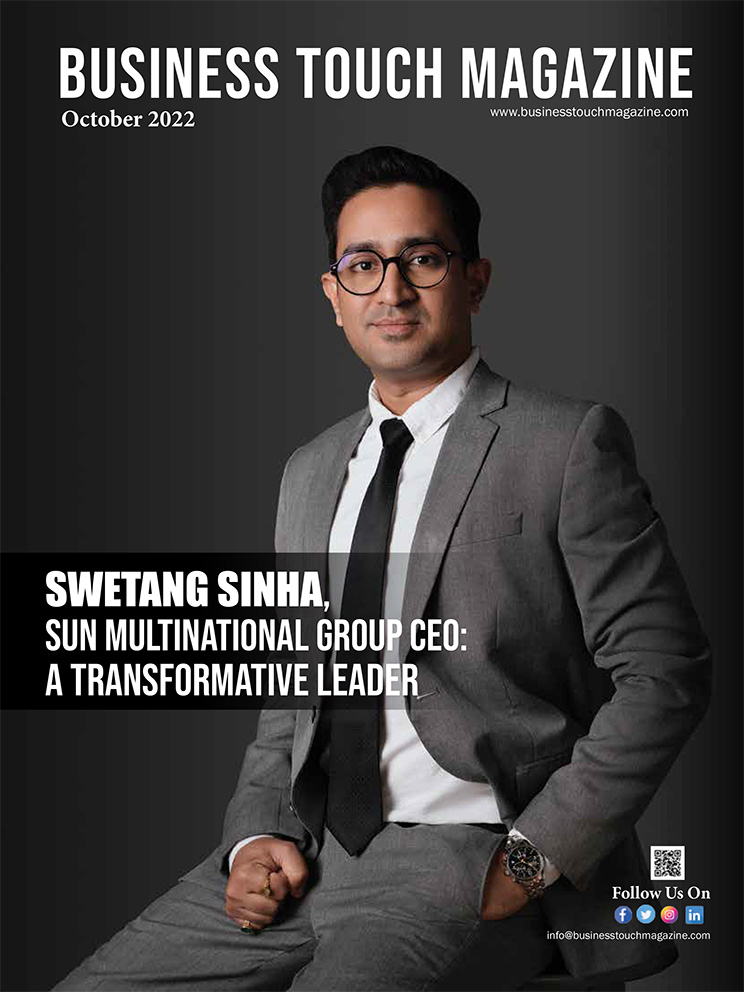 BUSINESS TOUCH MAGAZINE
October 2022
www.businesstouchmagazine.com
SWETANG SINHA,
SUN MULTINATIONAL GROUP CEO:
A TRANSFORMATIVE LEADER
Follow Us On
info@businesstouchmagazine.com